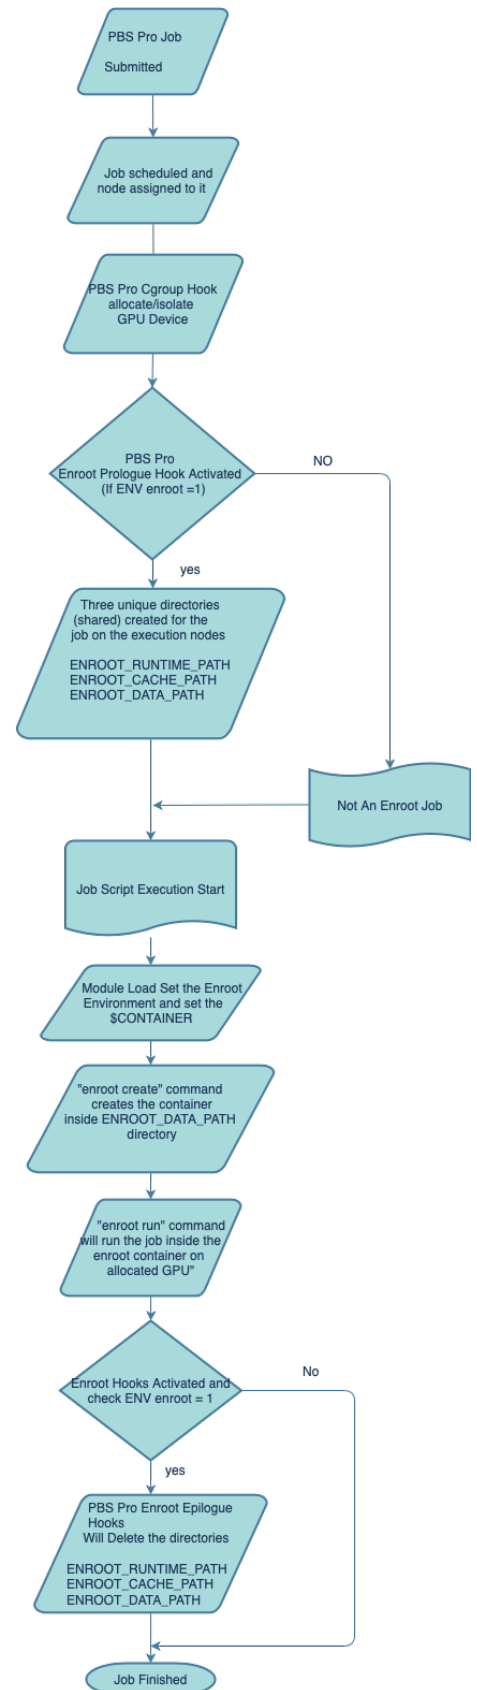 PBS Pro Job
Submitted
Job scheduled and
node assigned to it
PBS Pro Cgroup Hook
allocate/isolate
GPU Device
PBS Pro
Enroot Prologue Hook Activated
(If ENV enroot =1)
NO
yes
Three unique directories
(shared) created for the
job on the execution nodes
ENROOT_RUNTIME_PATH
ENROOT_CACHE_PATH
ENROOT_DATA_PATH
Not An Enroot Job
Job Script Execution Start
Module Load Set the Enroot
Environment and set the
$CONTAINER
"enroot create" command
creates the container
inside ENROOT_DATA_PATH
directory
"enroot run" command
will run the job inside the
enroot container on
allocated GPU"
Enroot Hooks Activated and
check ENV enroot = 1
No
yes
PBS Pro Enroot Epilogue
Hooks
Will Delete the directories
ENROOT_RUNTIME_PATH
ENROOT_CACHE_PATH
ENROOT_DATA_PATH
Job Finished